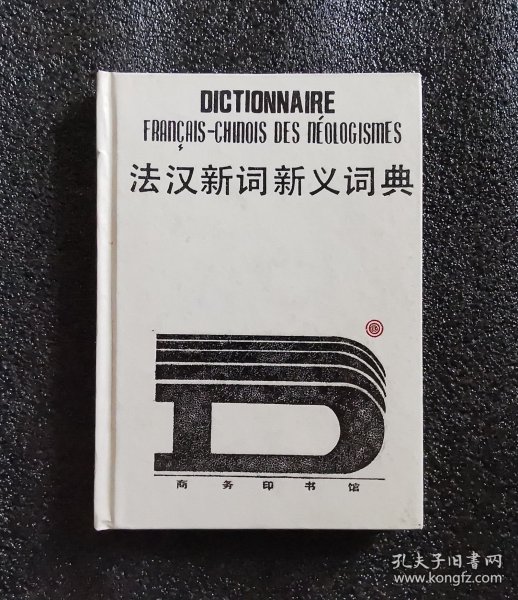 DICTIONNAIRE
FRANÇAIS-CHINOIS DES NÉOLOGISMES
法汉新词新义词典
D
商务印书馆
孔夫子旧书网
www.kongfz.com